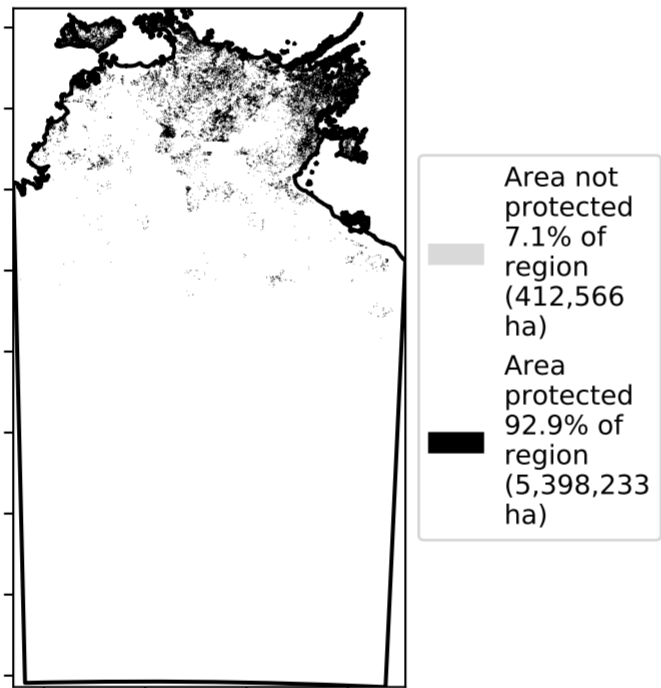 Area not
protected
7.1% of
region
(412,566
ha)
Area
protected
92.9% of
region
(5,398,233
ha)